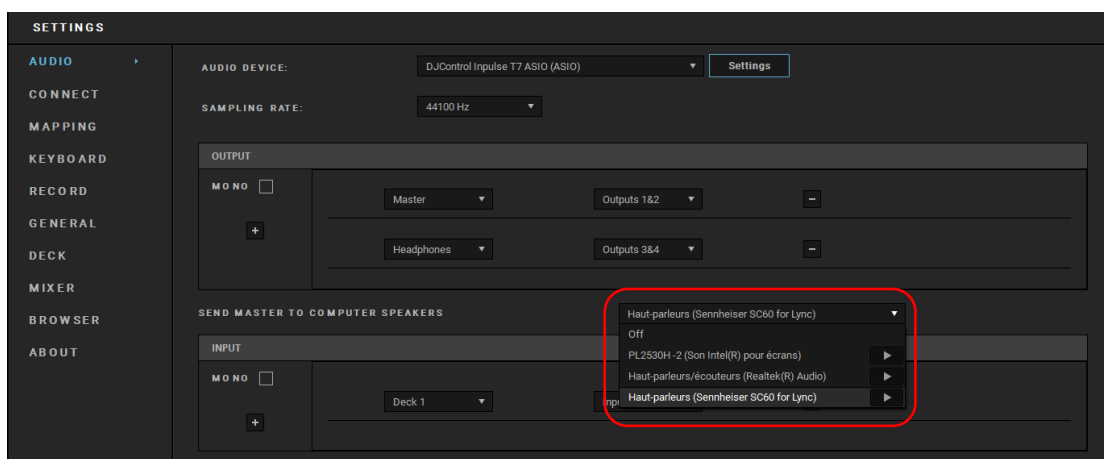 SETTINGS
AUDIO
CONNECT
MAPPING
KEYBOARD
RECORD
GENERAL
DECK
MIXER
BROWSER
ABOUT
AUDIO DEVICE: DJControl Inpulse T7 ASIO (ASIO) Settings
SAMPLING RATE: 44100 Hz
OUTPUT
MONO
Master Outputs 1&2
Headphones Outputs 3&4
SEND MASTER TO COMPUTER SPEAKERS Haut-parleurs (Sennheiser SC60 for Lync)
Off
PL2530H -2 (Son Intel(R) pour écrans)
Haut-parleurs/écouteurs (Realtek(R) Audio)
Haut-parleurs (Sennheiser SC60 for Lync)
INPUT
MONO
Deck 1